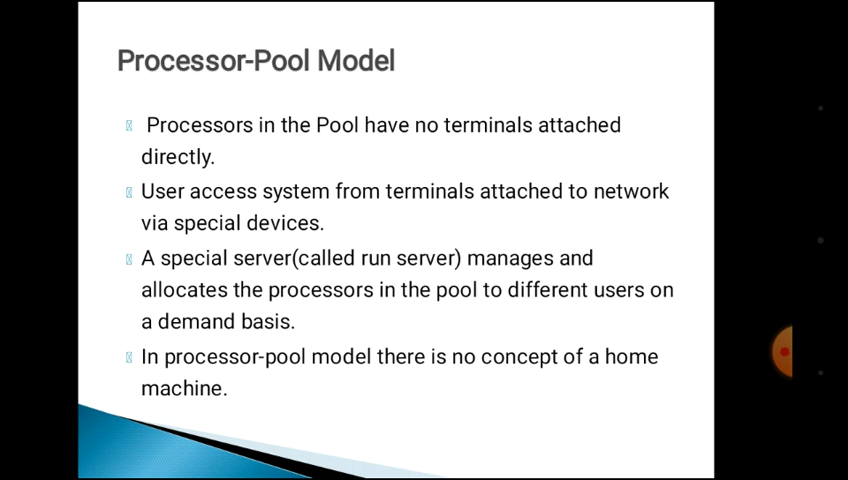 Processor-Pool Model
Processors in the Pool have no terminals attached
directly.
User access system from terminals attached to network
via special devices.
A special server(called run server) manages and
allocates the processors in the pool to different users on
a demand basis.
In processor-pool model there is no concept of a home
machine.